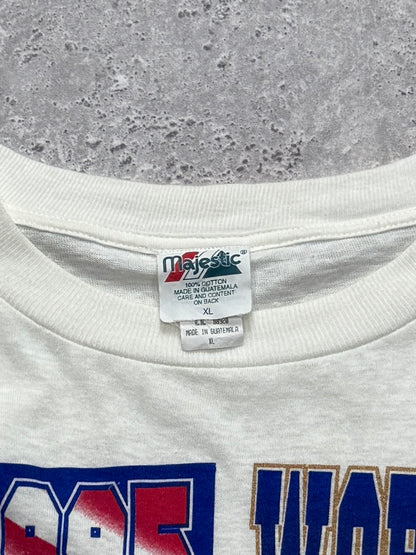 Majestic®
100% COTTON
MADE IN GUATEMALA
CARE AND CONTENT
ON BACK
XL
MADE IN GUATEMALA
XL